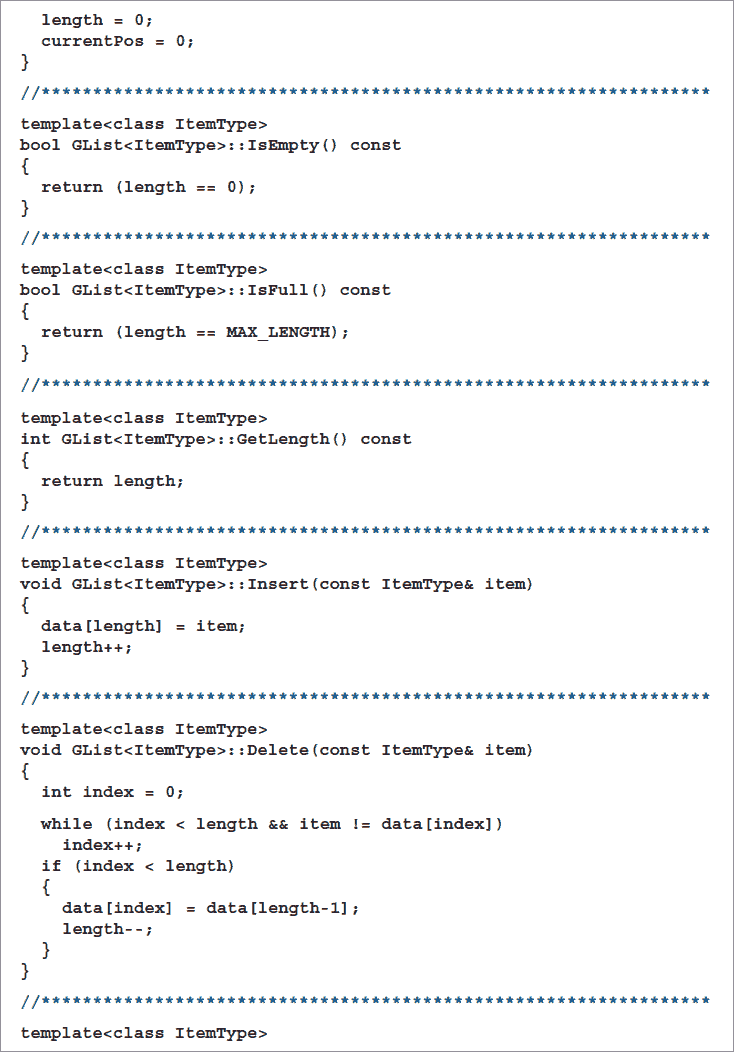 length = 0;
  currentPos = 0;
}
//*****************************************************************
template<class ItemType>
bool GList<ItemType>::IsEmpty() const
{
  return (length == 0);
}
//*****************************************************************
template<class ItemType>
bool GList<ItemType>::IsFull() const
{
  return (length == MAX_LENGTH);
}
//*****************************************************************
template<class ItemType>
int GList<ItemType>::GetLength() const
{
  return length;
}
//*****************************************************************
template<class ItemType>
void GList<ItemType>::Insert(const ItemType& item)
{
  data[length] = item;
  length++;
}
//*****************************************************************
template<class ItemType>
void GList<ItemType>::Delete(const ItemType& item)
{
  int index = 0;
  while (index < length && item != data[index])
    index++;
  if (index < length)
  {
    data[index] = data[length-1];
    length--;
  }
}
//*****************************************************************
template<class ItemType>